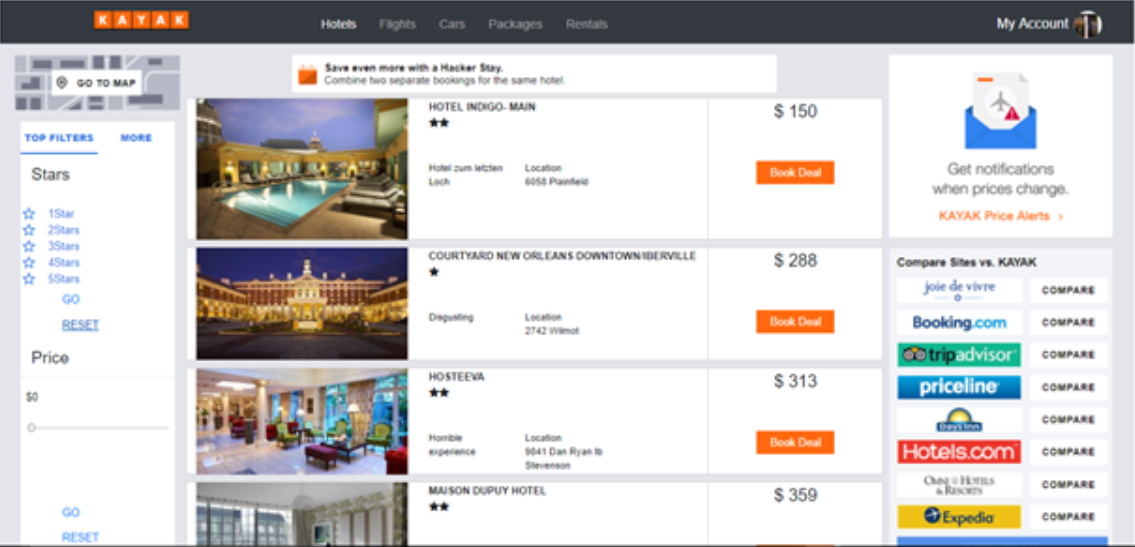 KAYAK
Hotels Flights Cars Packages Rentals
My Account
GO TO MAP
TOP FILTERS MORE
Stars
1Star
2Stars
3Stars
4Stars
5Stars
GO
RESET
Price
$0
GO
RESET
Save even more with a Hacker Stay.
Combine two separate bookings for the same hotel.
HOTEL INDIGO- MAIN
Hotel zum letzten
Loch
Location
6058 Plainfield
$ 150
Book Deal
COURTYARD NEW ORLEANS DOWNTOWN/IBERVILLE
Disgusting
Location
2742 Wilmot
$ 288
Book Deal
HOSTEEVA
Horrible
experience
Location
9841 Dan Ryan Ib
Stevenson
$ 313
Book Deal
MAISON DUPUY HOTEL
$ 359
Get notifications
when prices change.
KAYAK Price Alerts ›
Compare Sites vs. KAYAK
joie de vivre COMPARE
Booking.com COMPARE
tripadvisor COMPARE
priceline COMPARE
DAYS INN COMPARE
Hotels.com COMPARE
OMNI HOTELS
& RESORTS COMPARE
Expedia COMPARE